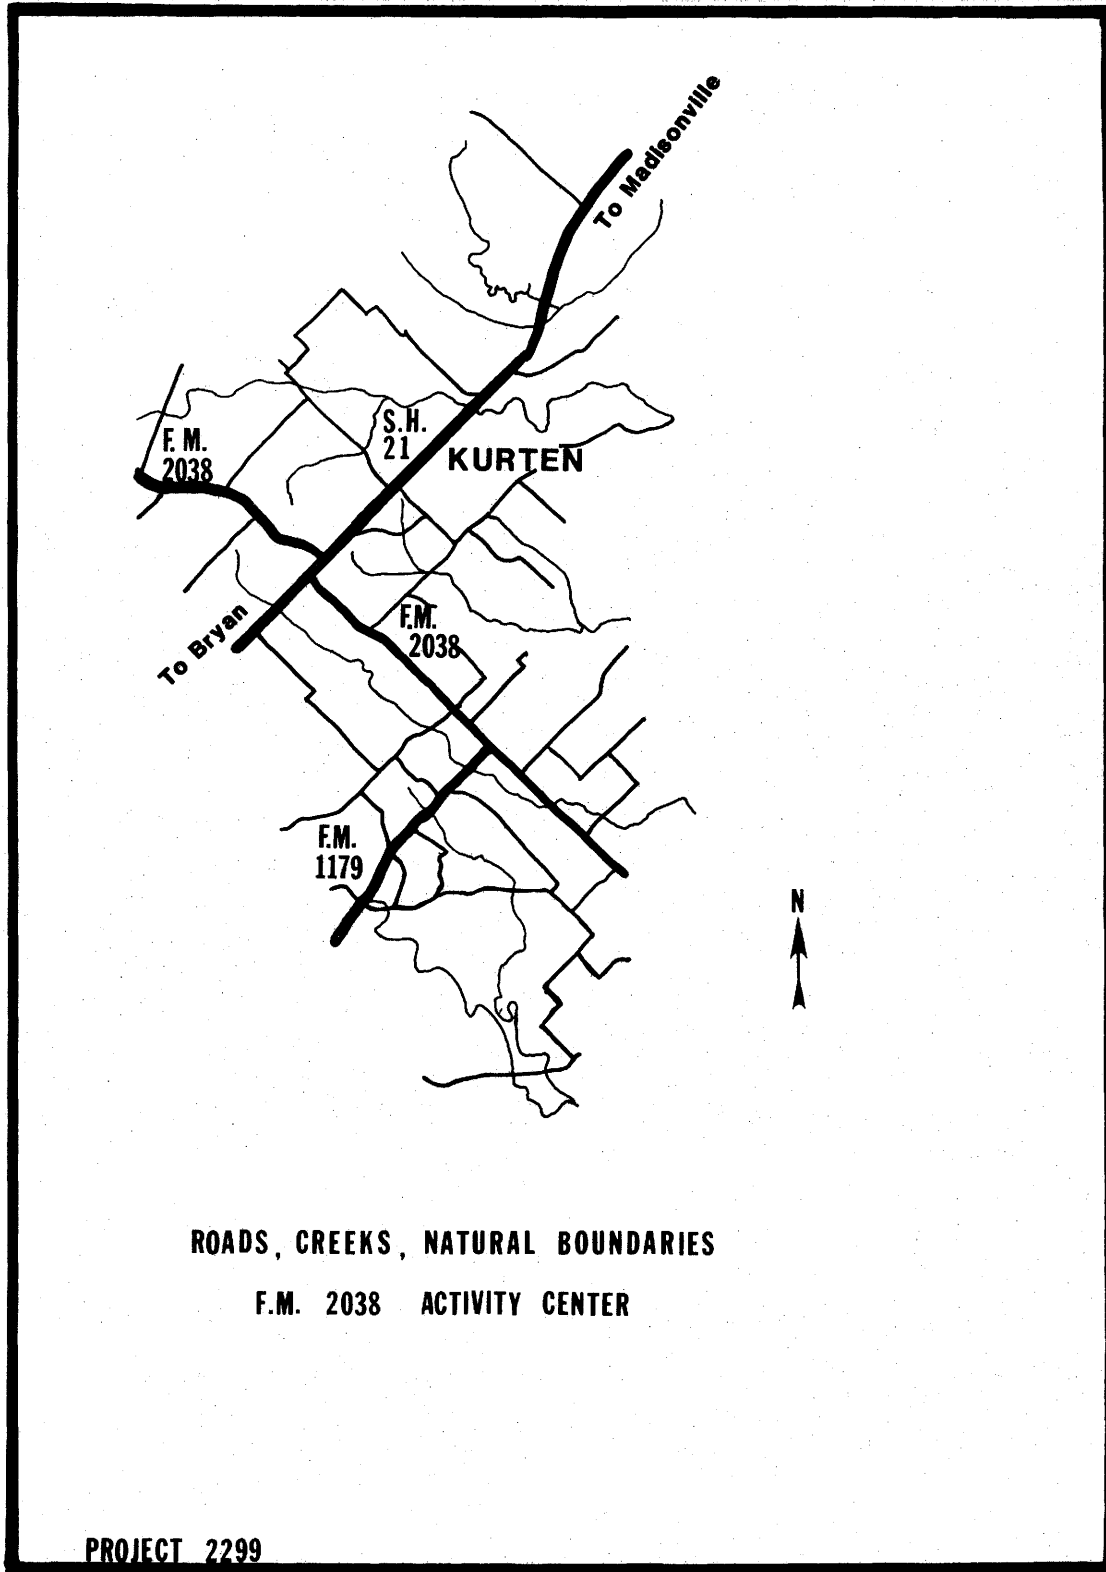 To Madisonville
S.H.
21
F. M.
2038
KURTEN
To Bryan
F.M.
2038
F.M.
1179
N
ROADS, CREEKS, NATURAL BOUNDARIES
F.M. 2038 ACTIVITY CENTER
PROJECT 2299